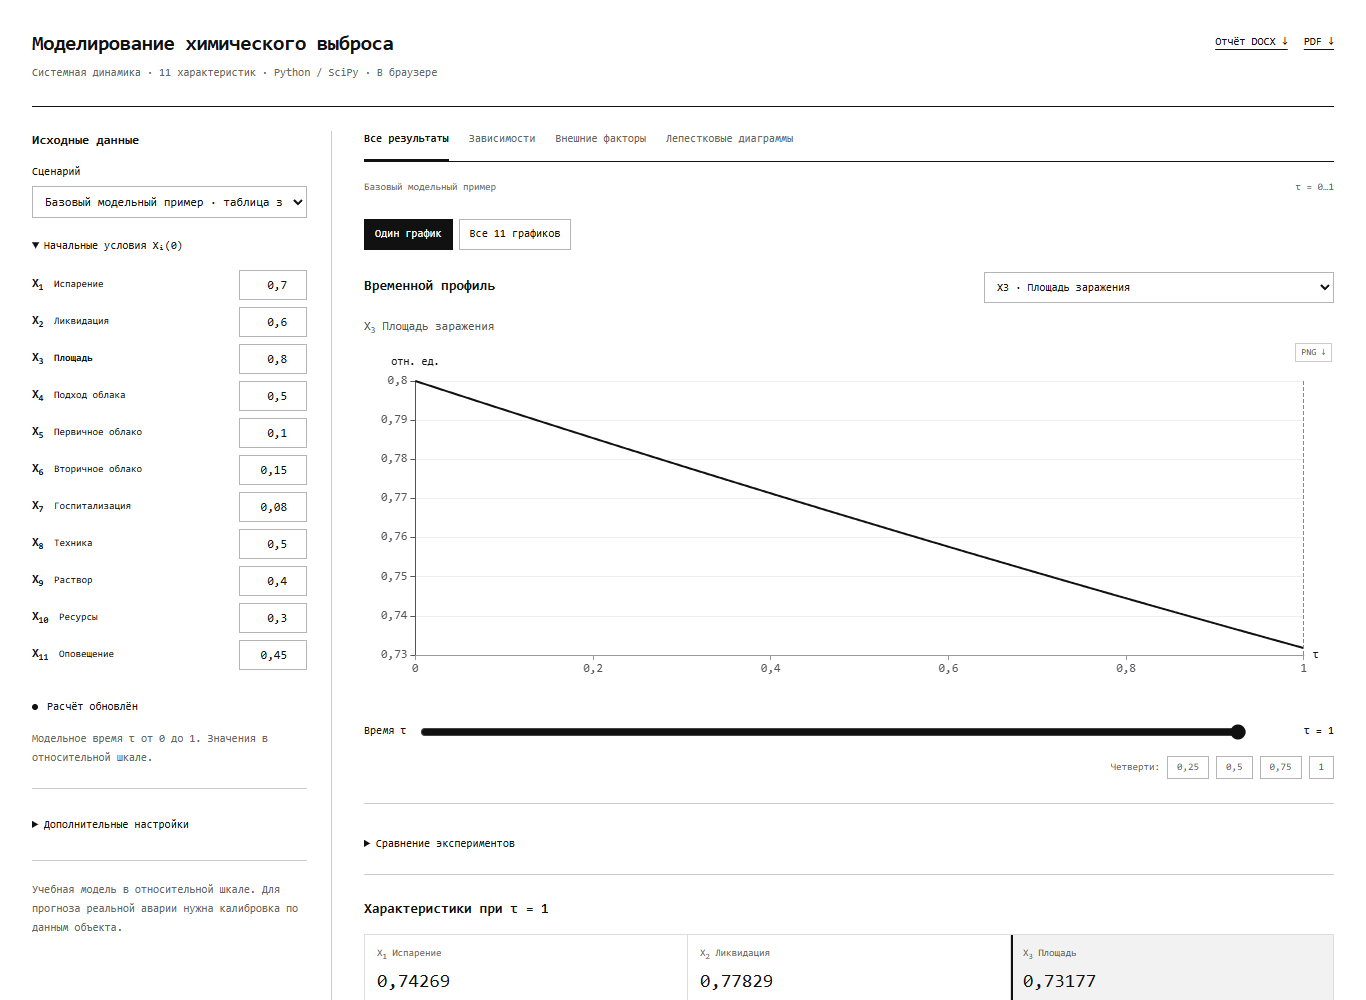 Моделирование химического выброса
Отчёт DOCX ↓ PDF ↓
Системная динамика · 11 характеристик · Python / SciPy · В браузере
Исходные данные
Сценарий
Базовый модельный пример · таблица з
▼ Начальные условия Xᵢ(0)
X₁ Испарение 0,7
X₂ Ликвидация 0,6
X₃ Площадь 0,8
X₄ Подход облака 0,5
X₅ Первичное облако 0,1
X₆ Вторичное облако 0,15
X₇ Госпитализация 0,08
X₈ Техника 0,5
X₉ Раствор 0,4
X₁₀ Ресурсы 0,3
X₁₁ Оповещение 0,45
● Расчёт обновлён
Модельное время τ от 0 до 1. Значения в
относительной шкале.
▶ Дополнительные настройки
Учебная модель в относительной шкале. Для
прогноза реальной аварии нужна калибровка по
данным объекта.
Все результаты Зависимости Внешние факторы Лепестковые диаграммы
Базовый модельный пример τ = 0…1
Один график Все 11 графиков
Временной профиль X3 · Площадь заражения
X₃ Площадь заражения
PNG ↓
отн. ед.
0,8
0,79
0,78
0,77
0,76
0,75
0,74
0,73
τ
0 0,2 0,4 0,6 0,8 1
Время τ τ = 1
Четверти: 0,25 0,5 0,75 1
▶ Сравнение экспериментов
Характеристики при τ = 1
X₁ Испарение X₂ Ликвидация X₃ Площадь
0,74269 0,77829 0,73177